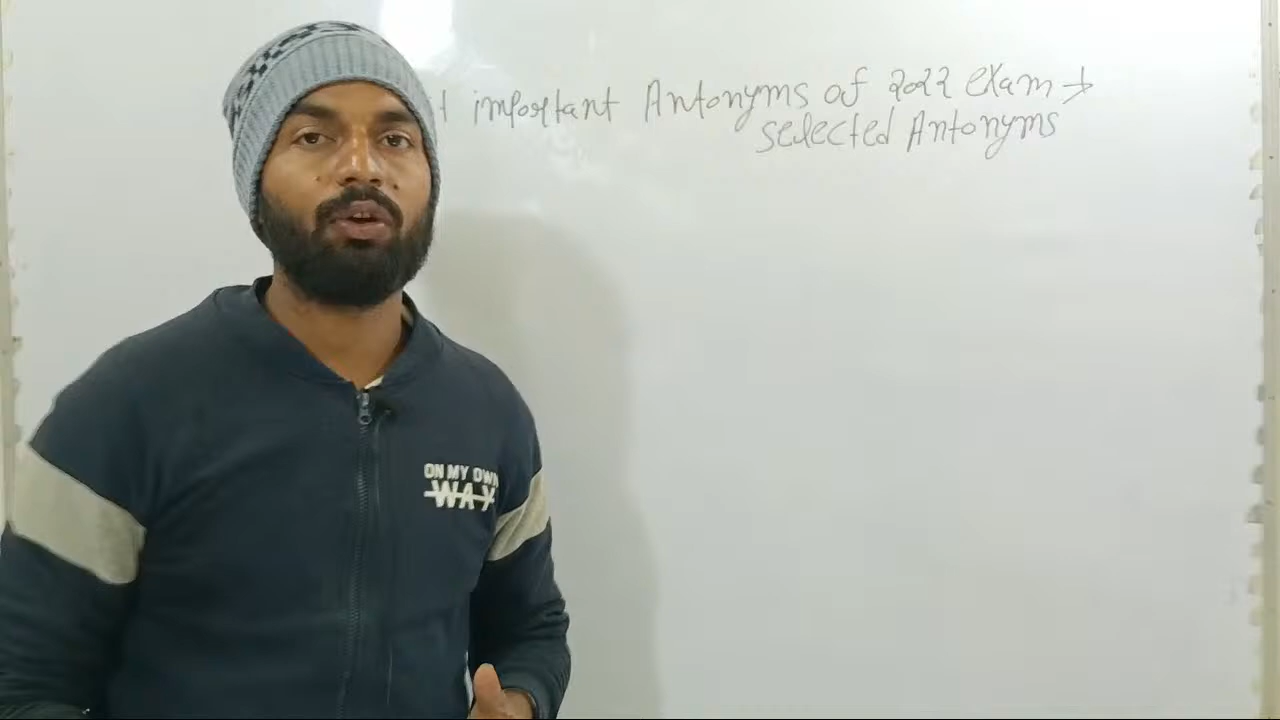 important Antonyms of 2022 exam →
selected Antonyms
ON MY OWN
WAY